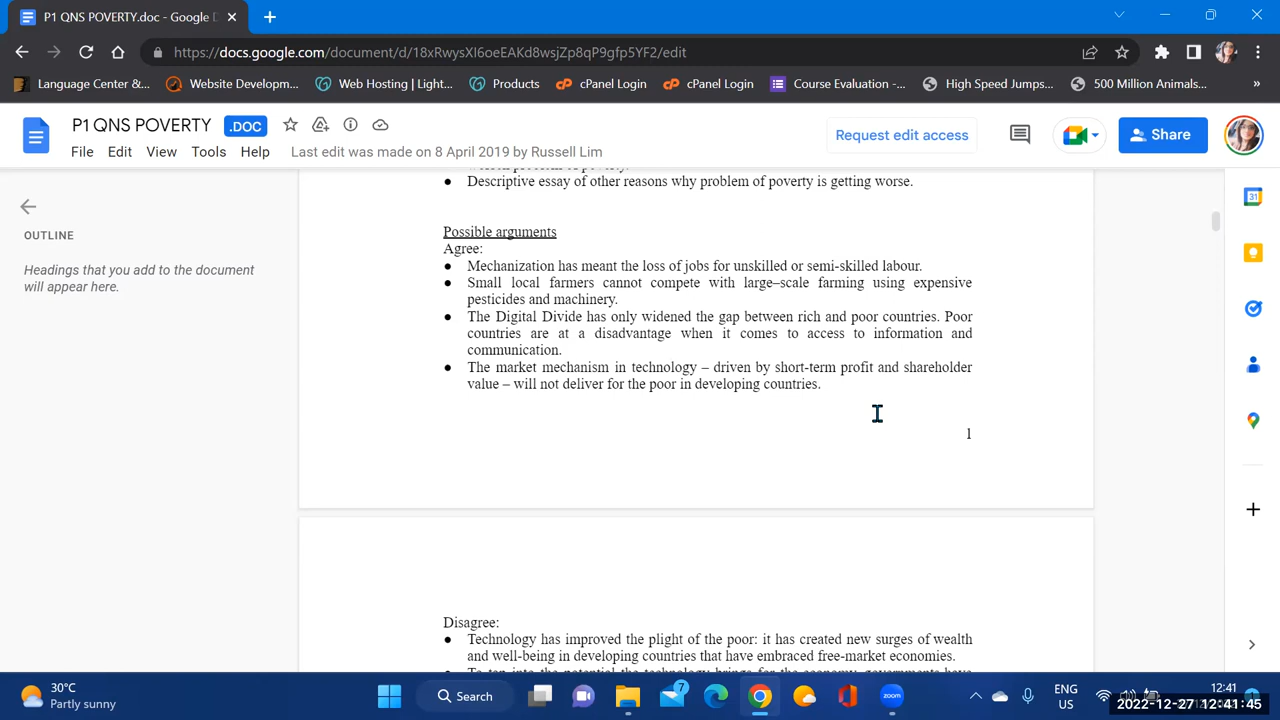 P1 QNS POVERTY.doc - Google D
https://docs.google.com/document/d/18xRwysXI6oeEAKd8wsjZp8qP9gfp5YF2/edit
Language Center &... Website Developm... Web Hosting | Light... Products cPanel Login cPanel Login Course Evaluation -... High Speed Jumps... 500 Million Animals...
P1 QNS POVERTY .DOC
Request edit access
Share
File Edit View Tools Help Last edit was made on 8 April 2019 by Russell Lim
● Descriptive essay of other reasons why problem of poverty is getting worse.
OUTLINE
Headings that you add to the document
will appear here.
Possible arguments
Agree:
● Mechanization has meant the loss of jobs for unskilled or semi-skilled labour.
● Small local farmers cannot compete with large–scale farming using expensive
pesticides and machinery.
● The Digital Divide has only widened the gap between rich and poor countries. Poor
countries are at a disadvantage when it comes to access to information and
communication.
● The market mechanism in technology – driven by short-term profit and shareholder
value – will not deliver for the poor in developing countries.
1
Disagree:
● Technology has improved the plight of the poor: it has created new surges of wealth
and well-being in developing countries that have embraced free-market economies.
31
30°C
Partly sunny
Search
7
zoom
ENG
US
12:41
2022-12-27 12:41:45